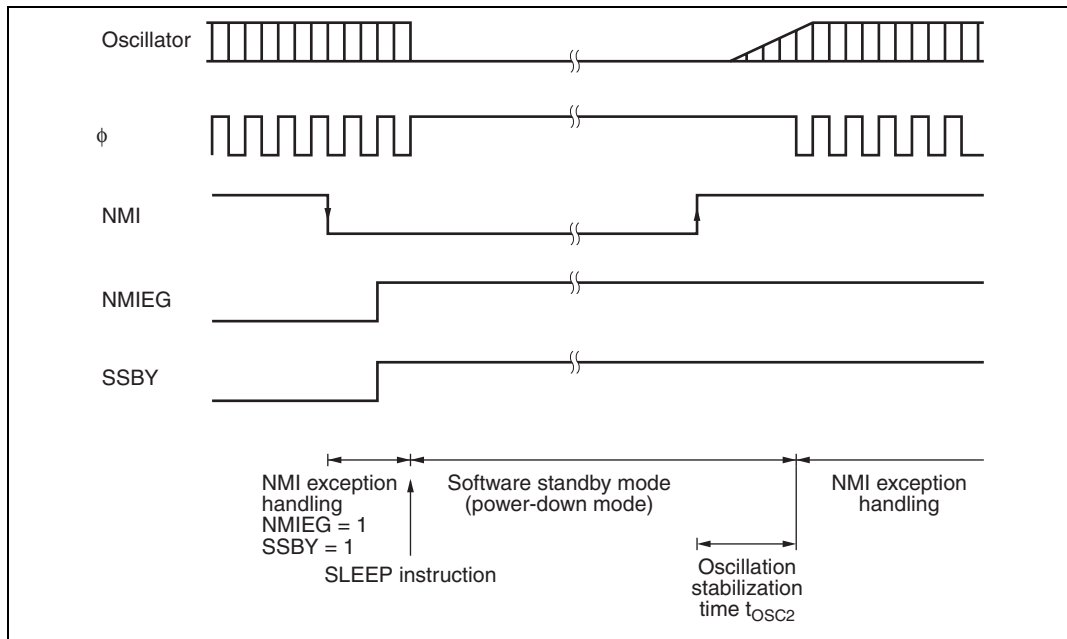 Oscillator
φ
NMI
NMIEG
SSBY
NMI exception
handling
NMIEG = 1
SSBY = 1
SLEEP instruction
Software standby mode
(power-down mode)
NMI exception
handling
Oscillation
stabilization
time tOSC2